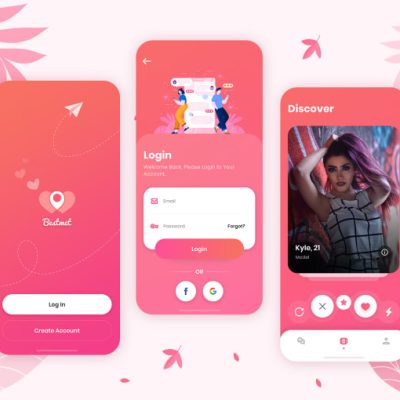 Bestmet
Log In
Create Account
Login
Welcome Back, Please Login to Your
Account.
Email
Password
Forgot?
Login
OR
f
G
Discover
Kyle, 21
Model